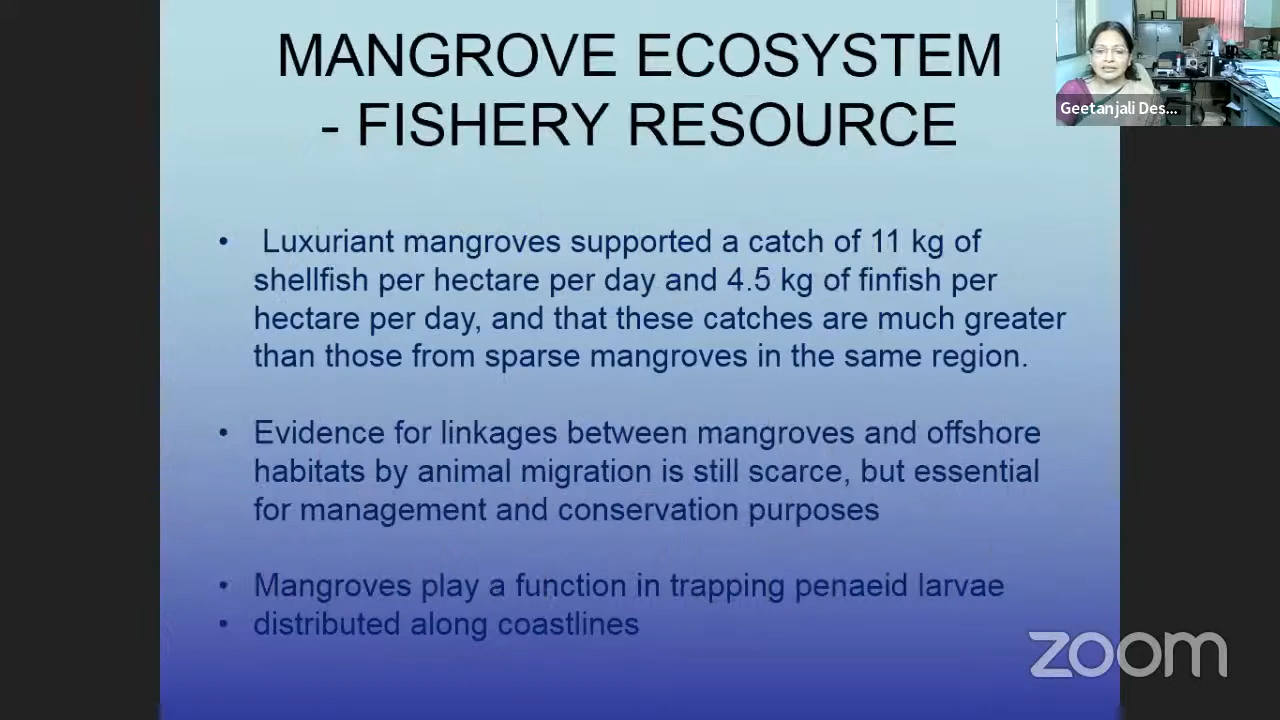 MANGROVE ECOSYSTEM
- FISHERY RESOURCE
Geetanjali Des...
• Luxuriant mangroves supported a catch of 11 kg of
shellfish per hectare per day and 4.5 kg of finfish per
hectare per day, and that these catches are much greater
than those from sparse mangroves in the same region.
• Evidence for linkages between mangroves and offshore
habitats by animal migration is still scarce, but essential
for management and conservation purposes
• Mangroves play a function in trapping penaeid larvae
• distributed along coastlines
zoom